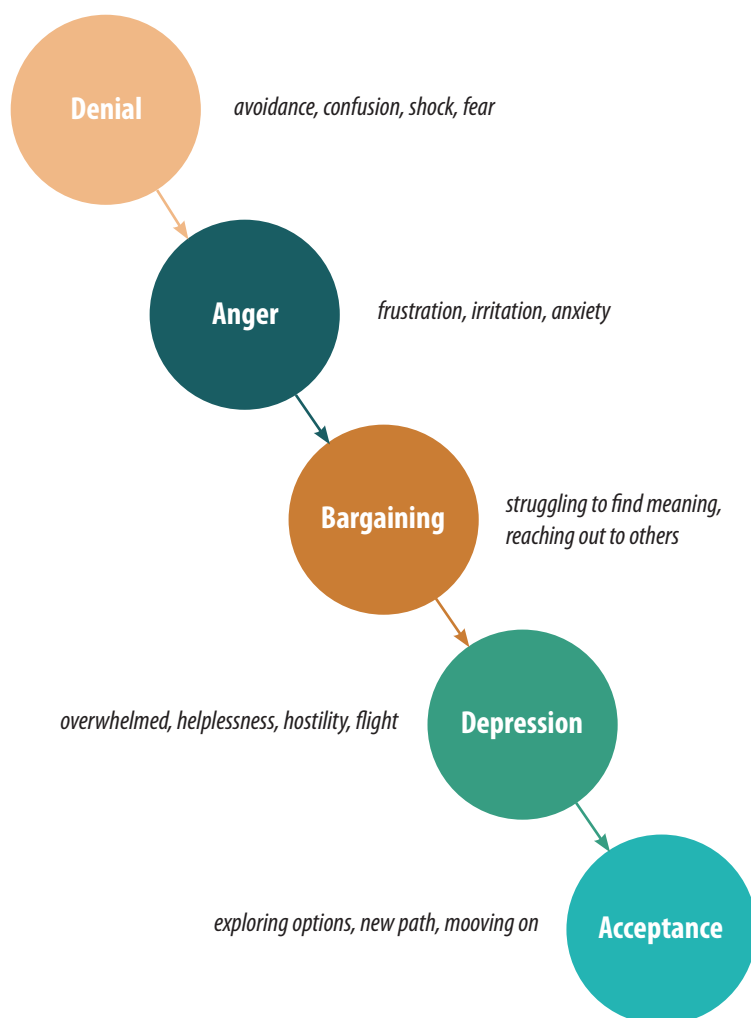 Denial
avoidance, confusion, shock, fear
Anger
frustration, irritation, anxiety
Bargaining
struggling to find meaning,
reaching out to others
overwhelmed, helplessness, hostility, flight
Depression
exploring options, new path, mooving on
Acceptance